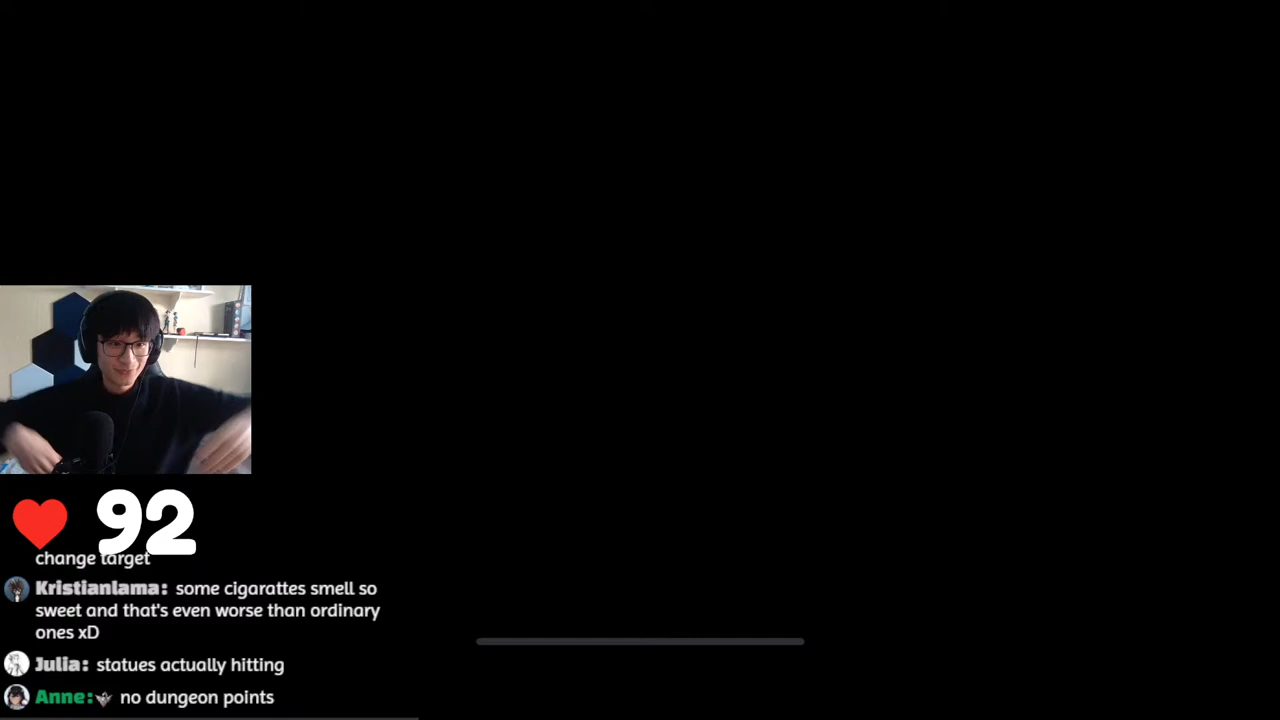 92
change target
Kristianlama: some cigarattes smell so
sweet and that's even worse than ordinary
ones xD
Julia: statues actually hitting
Anne: no dungeon points